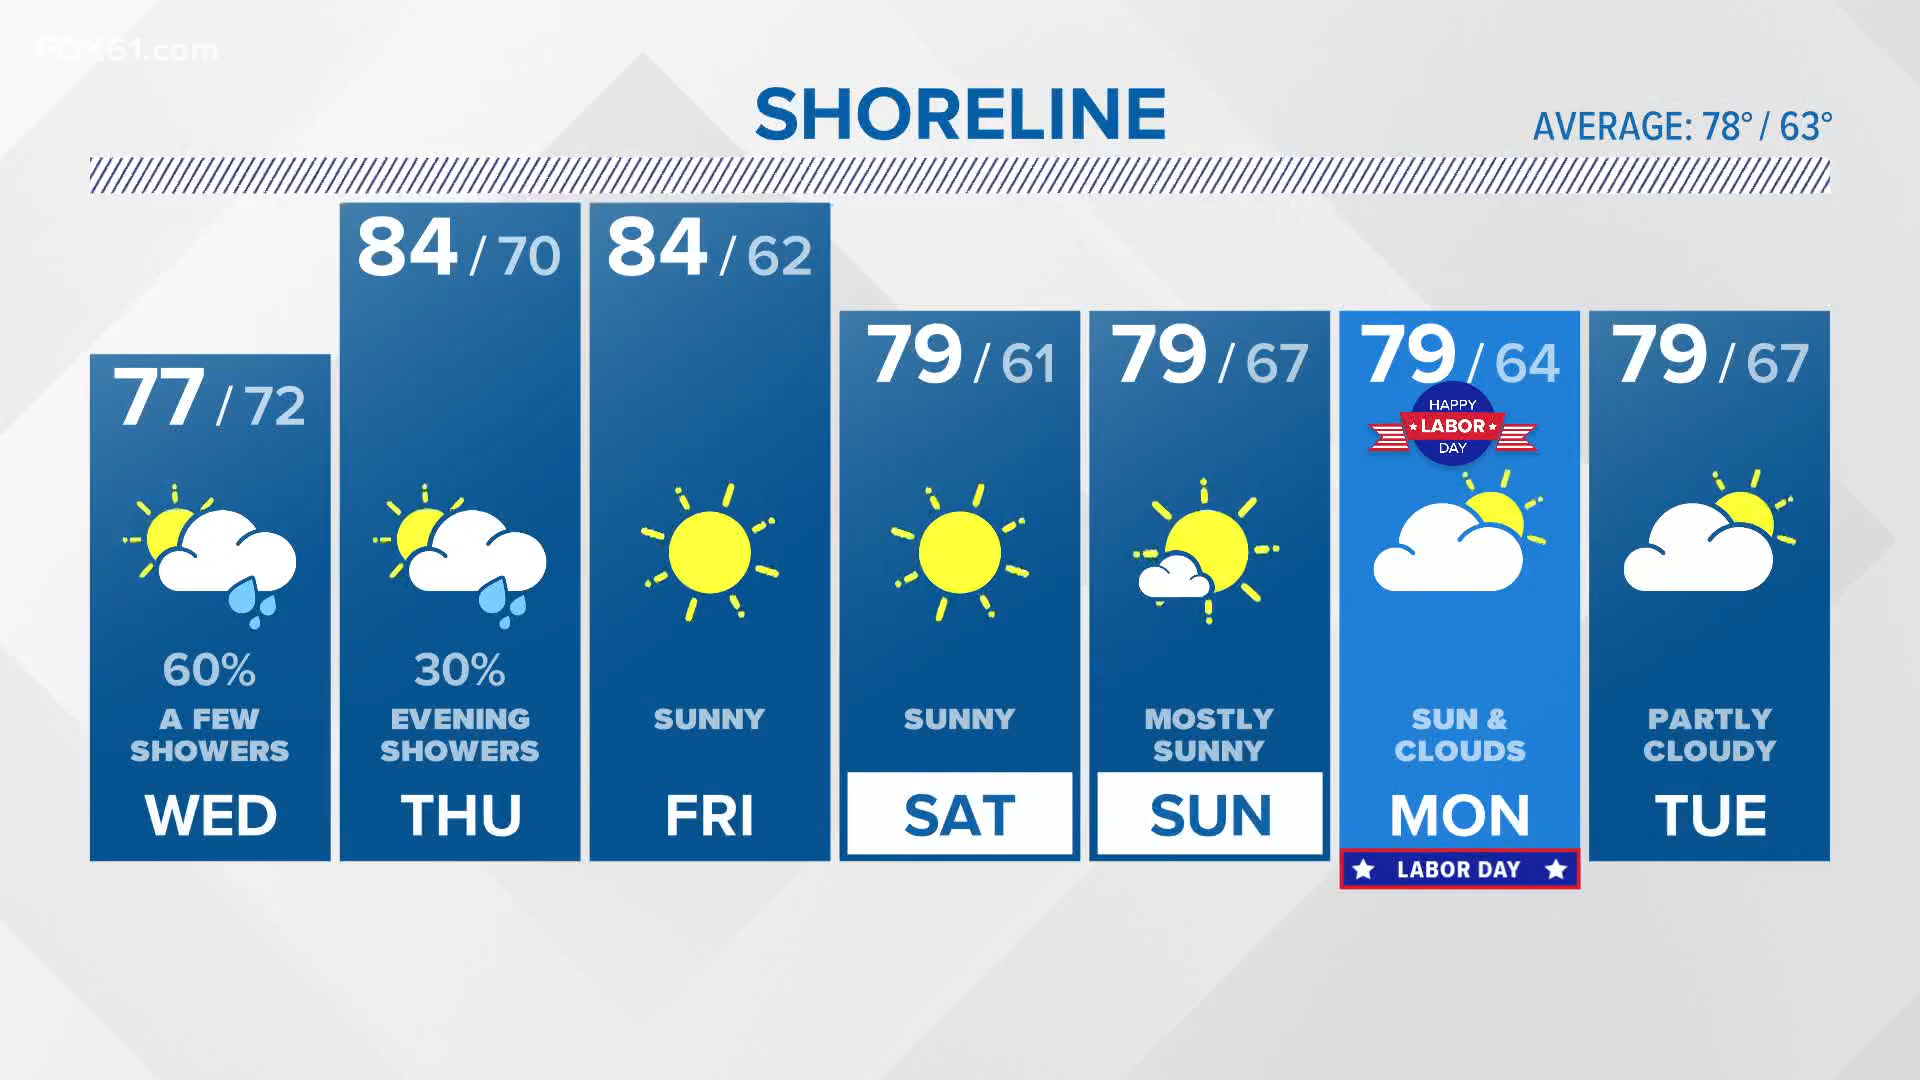 FOX61.com
SHORELINE
AVERAGE: 78° / 63°
77 / 72
60%
A FEW
SHOWERS
WED
84 / 70
30%
EVENING
SHOWERS
THU
84 / 62
SUNNY
FRI
79 / 61
SUNNY
SAT
79 / 67
MOSTLY
SUNNY
SUN
79 / 64
HAPPY
LABOR
DAY
SUN &
CLOUDS
MON
LABOR DAY
79 / 67
PARTLY
CLOUDY
TUE